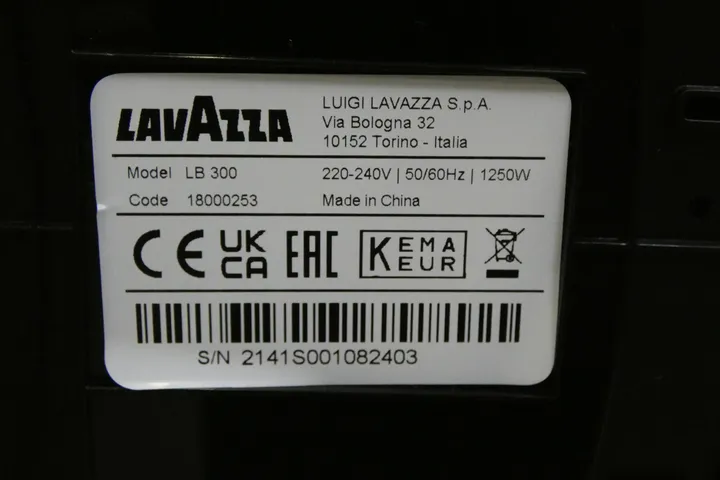 LAVAZZA
LUIGI LAVAZZA S.p.A.
Via Bologna 32
10152 Torino - Italia
Model LB 300
220-240V | 50/60Hz | 1250W
Code 18000253
Made in China
CE UK CA EAC KEMA KEUR
S/N 2141S001082403